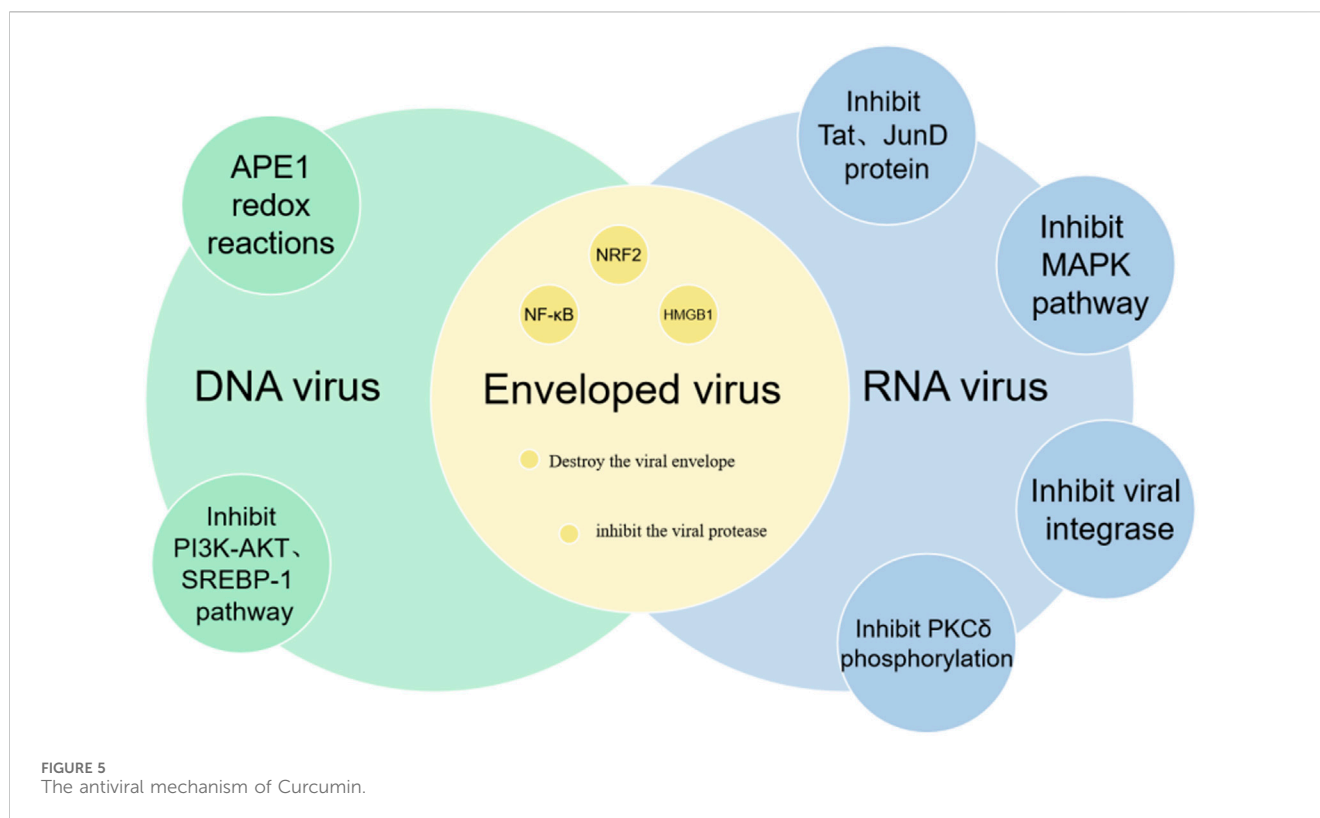 APE1
redox
reactions
DNA virus
Inhibit
PI3K-AKT、
SREBP-1
pathway
NRF2
NF-κB
HMGB1
Enveloped virus
Destroy the viral envelope
inhibit the viral protease
RNA virus
Inhibit
Tat、JunD
protein
Inhibit
MAPK
pathway
Inhibit viral
integrase
Inhibit PKCδ
phosphorylation
FIGURE 5
The antiviral mechanism of Curcumin.